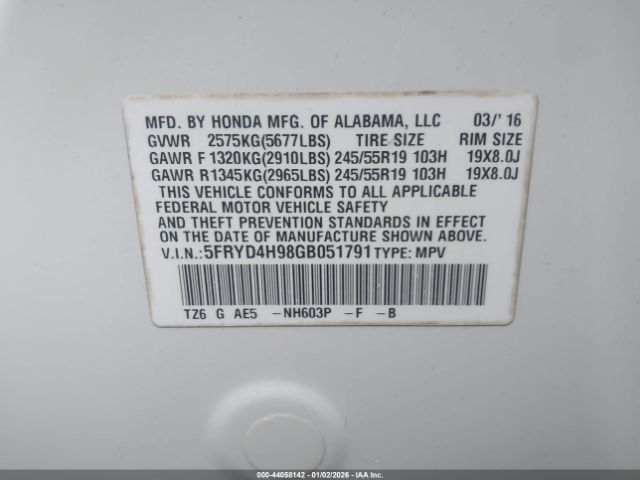 MFD. BY HONDA MFG. OF ALABAMA, LLC 03/'16
GVWR 2575KG(5677LBS) TIRE SIZE RIM SIZE
GAWR F 1320KG(2910LBS) 245/55R19 103H 19X8.0J
GAWR R1345KG(2965LBS) 245/55R19 103H 19X8.0J
THIS VEHICLE CONFORMS TO ALL APPLICABLE
FEDERAL MOTOR VEHICLE SAFETY
AND THEFT PREVENTION STANDARDS IN EFFECT
ON THE DATE OF MANUFACTURE SHOWN ABOVE.
V.I.N.:5FRYD4H98GB051791 TYPE: MPV
TZ6 G AE5 -NH603P -F -B
000 -44058142 - 01/02/2026 - IAA Inc.